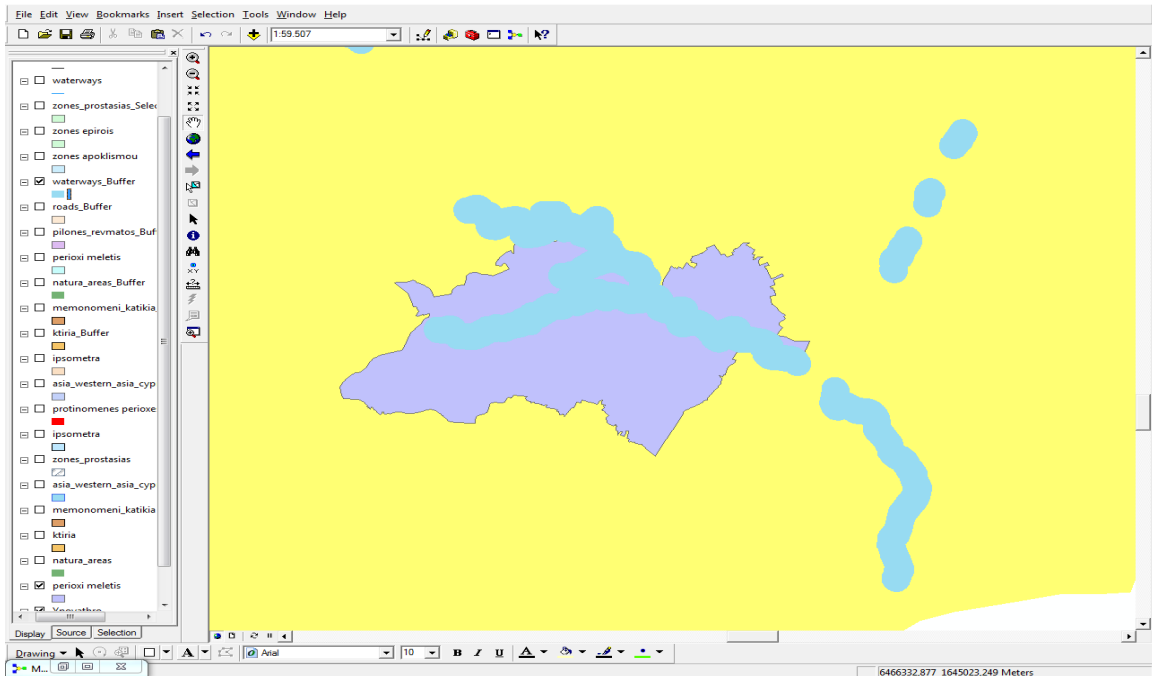 File Edit View Bookmarks Insert Selection Tools Window Help
1:59.507
waterways
zones_prostasias_Selec
zones epirois
zones apoklismou
waterways_Buffer
roads_Buffer
pilones_revmatos_Buf
perioxi meletis
natura_areas_Buffer
memonomeni_katikia_
ktiria_Buffer
ipsometra
asia_western_asia_cyp
protinomenes perioxe
ipsometra
zones_prostasias
asia_western_asia_cyp
memonomeni_katikia
ktiria
natura_areas
perioxi meletis
Display Source Selection
Drawing A Arial 10 B I U A
M...
6466332,877 1645023,249 Meters